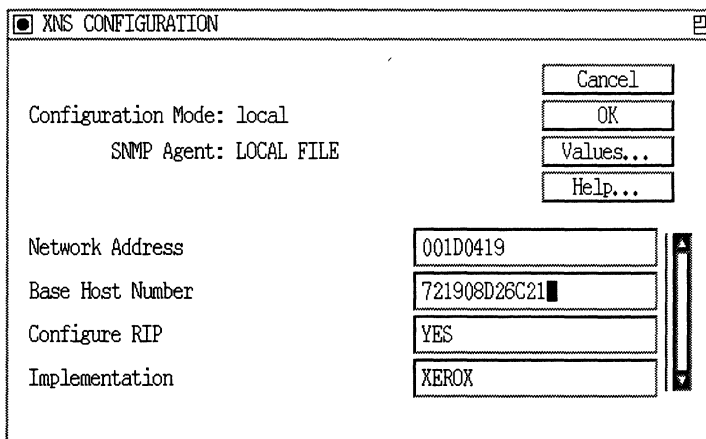 XNS CONFIGURATION
Cancel
Configuration Mode: local
OK
SNMP Agent: LOCAL FILE
Values...
Help...
Network Address
001D0419
Base Host Number
721908D26C21
Configure RIP
YES
Implementation
XEROX